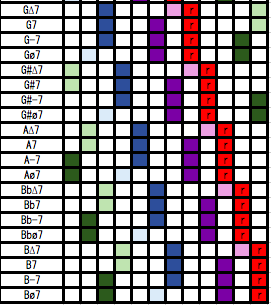 G∆7 r
G7 r
G-7 r
Gø7 r
G#∆7 r
G#7 r
G#-7 r
G#ø7 r
A∆7 r
A7 r
A-7 r
Aø7 r
Bb∆7 r
Bb7 r
Bb-7 r
Bbø7 r
B∆7 r
B7 r
B-7 r
Bø7 r